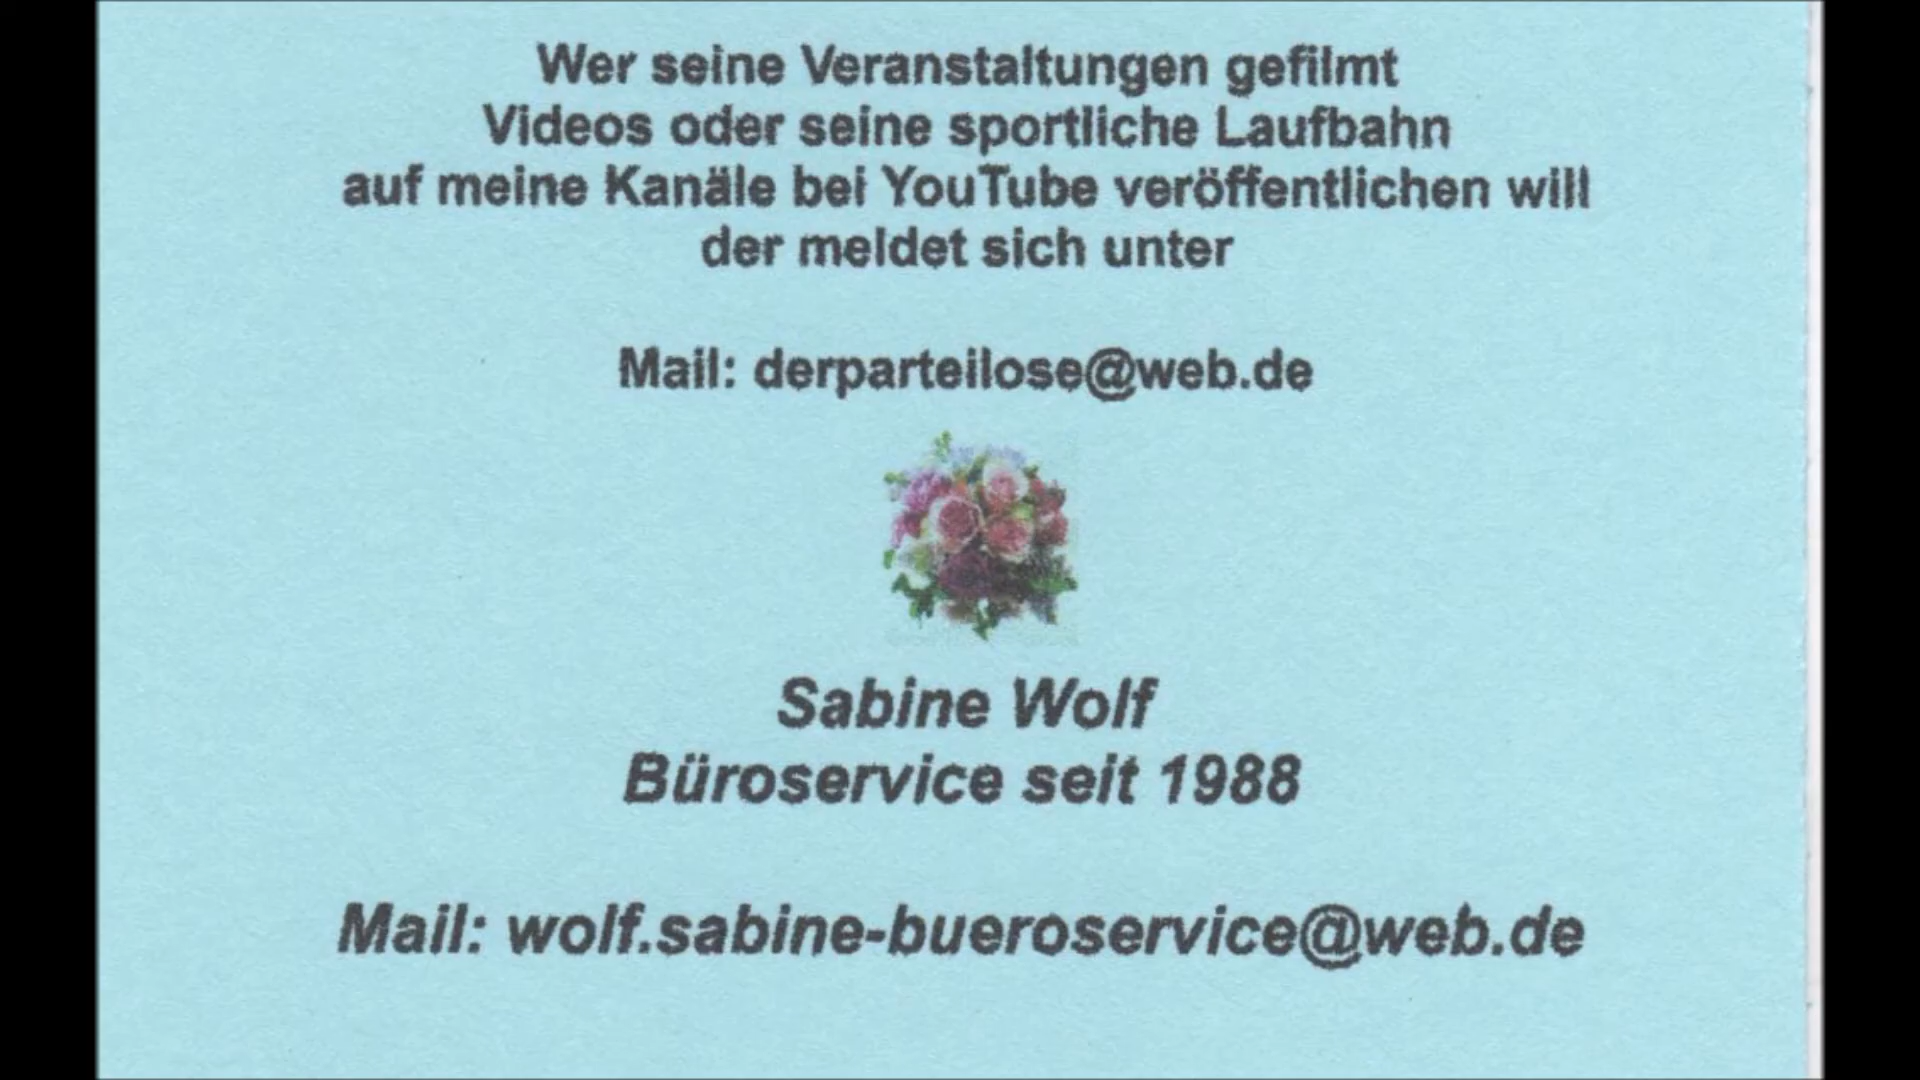 Wer seine Veranstaltungen gefilmt
Videos oder seine sportliche Laufbahn
auf meine Kanäle bei YouTube veröffentlichen will
der meldet sich unter
Mail: derparteilose@web.de
Sabine Wolf
Büroservice seit 1988
Mail: wolf.sabine-bueroservice@web.de